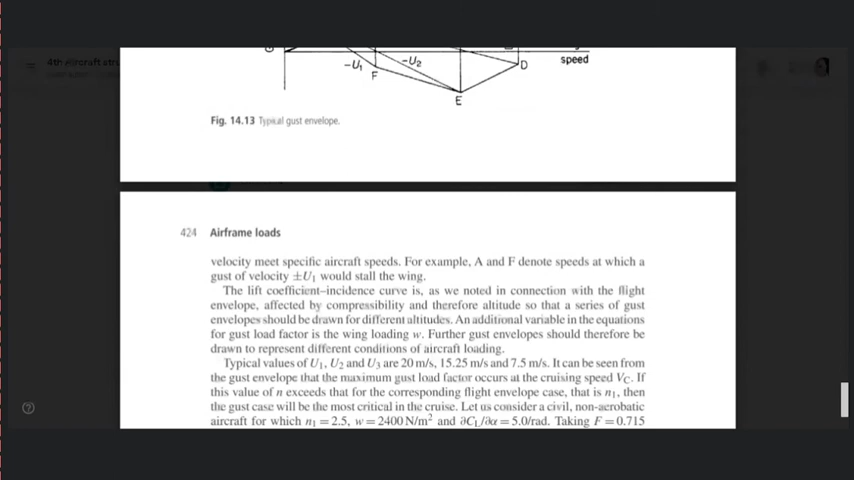 4th Aircraft stru
-U₁
-U₂
F
D
speed
E
Fig. 14.13 Typical gust envelope.
424 Airframe loads
velocity meet specific aircraft speeds. For example, A and F denote speeds at which a
gust of velocity ±U₁ would stall the wing.
The lift coefficient–incidence curve is, as we noted in connection with the flight
envelope, affected by compressibility and therefore altitude so that a series of gust
envelopes should be drawn for different altitudes. An additional variable in the equations
for gust load factor is the wing loading w. Further gust envelopes should therefore be
drawn to represent different conditions of aircraft loading.
Typical values of U₁, U₂ and U₃ are 20 m/s, 15.25 m/s and 7.5 m/s. It can be seen from
the gust envelope that the maximum gust load factor occurs at the cruising speed V_C. If
this value of n exceeds that for the corresponding flight envelope case, that is n₁, then
the gust case will be the most critical in the cruise. Let us consider a civil, non-aerobatic
aircraft for which n₁ = 2.5, w = 2400 N/m² and ∂C_L/∂α = 5.0/rad. Taking F = 0.715